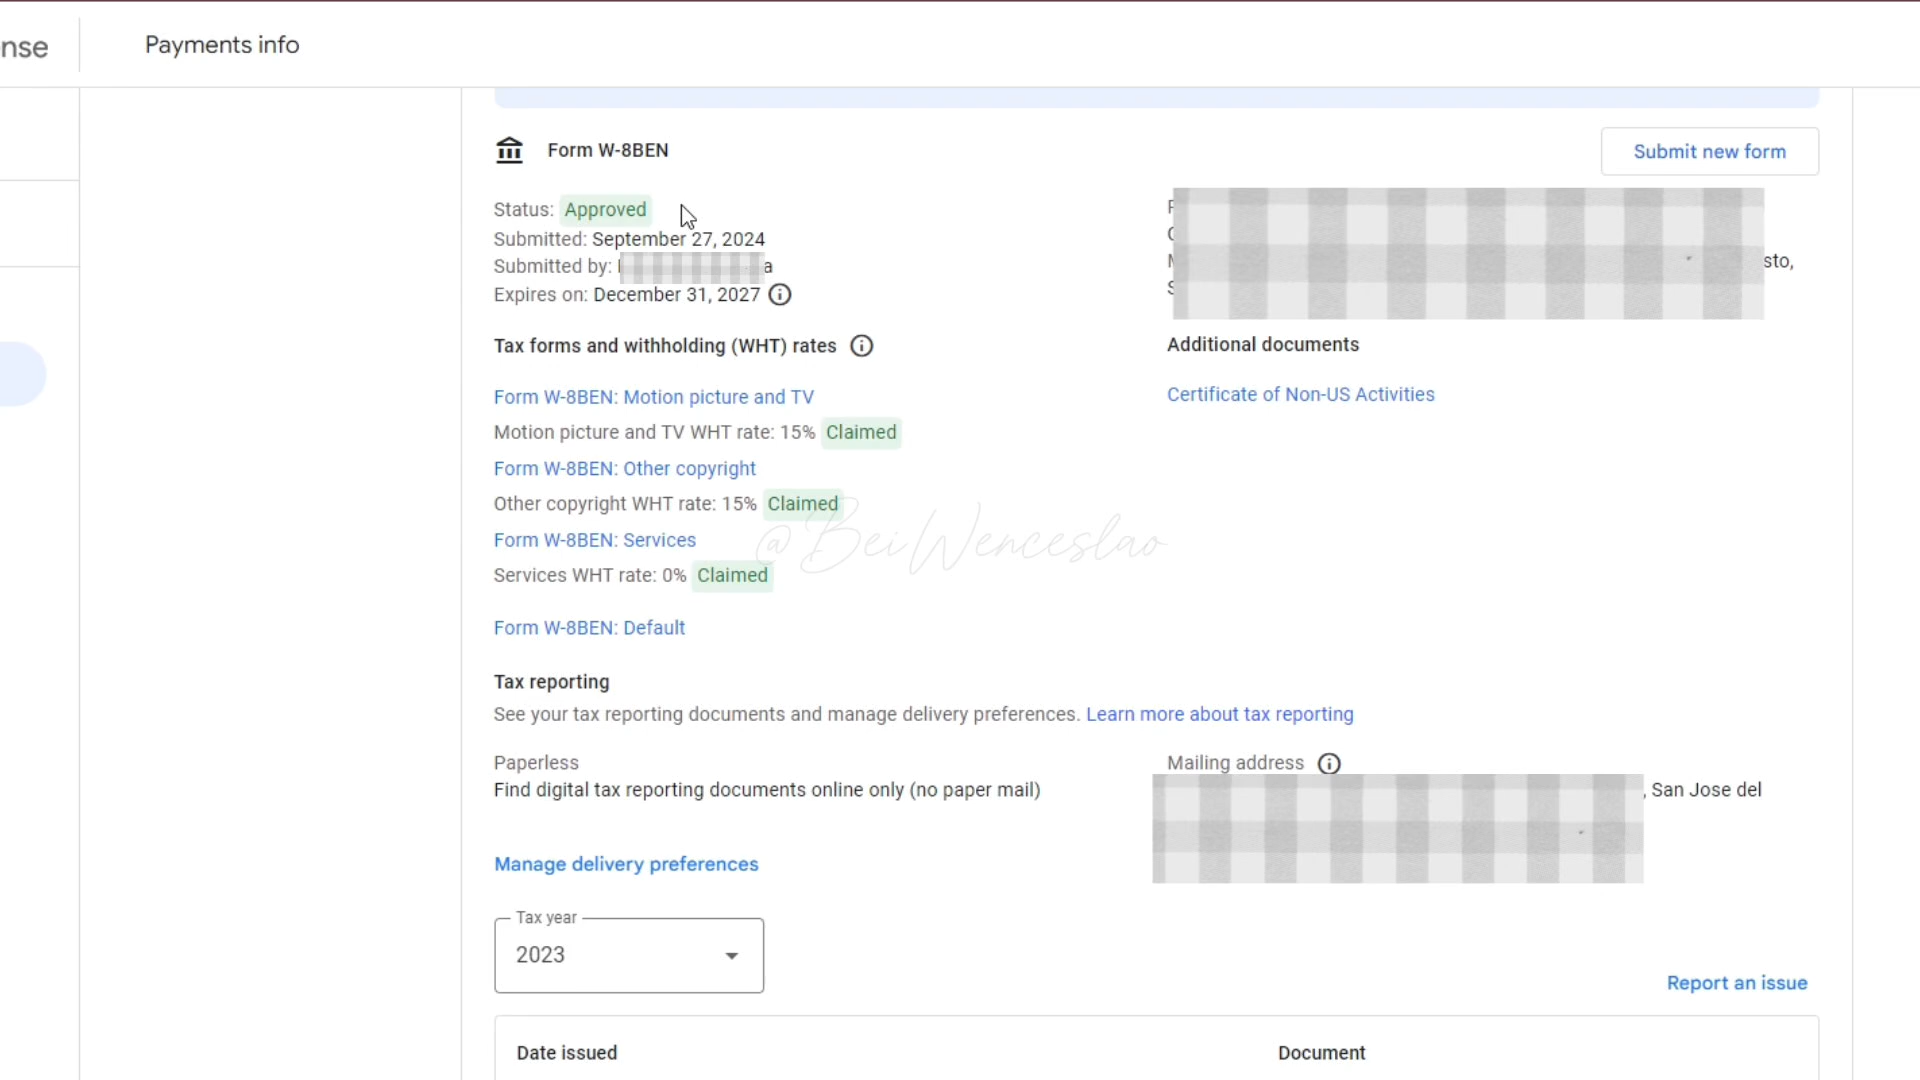 nse
Payments info
Form W-8BEN
Submit new form
Status: Approved
Submitted: September 27, 2024
Submitted by:
Expires on: December 31, 2027
sto,
Tax forms and withholding (WHT) rates
Additional documents
Form W-8BEN: Motion picture and TV
Certificate of Non-US Activities
Motion picture and TV WHT rate: 15% Claimed
Form W-8BEN: Other copyright
Other copyright WHT rate: 15% Claimed
@BeiWenceslao
Form W-8BEN: Services
Services WHT rate: 0% Claimed
Form W-8BEN: Default
Tax reporting
See your tax reporting documents and manage delivery preferences. Learn more about tax reporting
Paperless
Mailing address
Find digital tax reporting documents online only (no paper mail)
, San Jose del
Manage delivery preferences
Tax year
2023
Report an issue
Date issued
Document